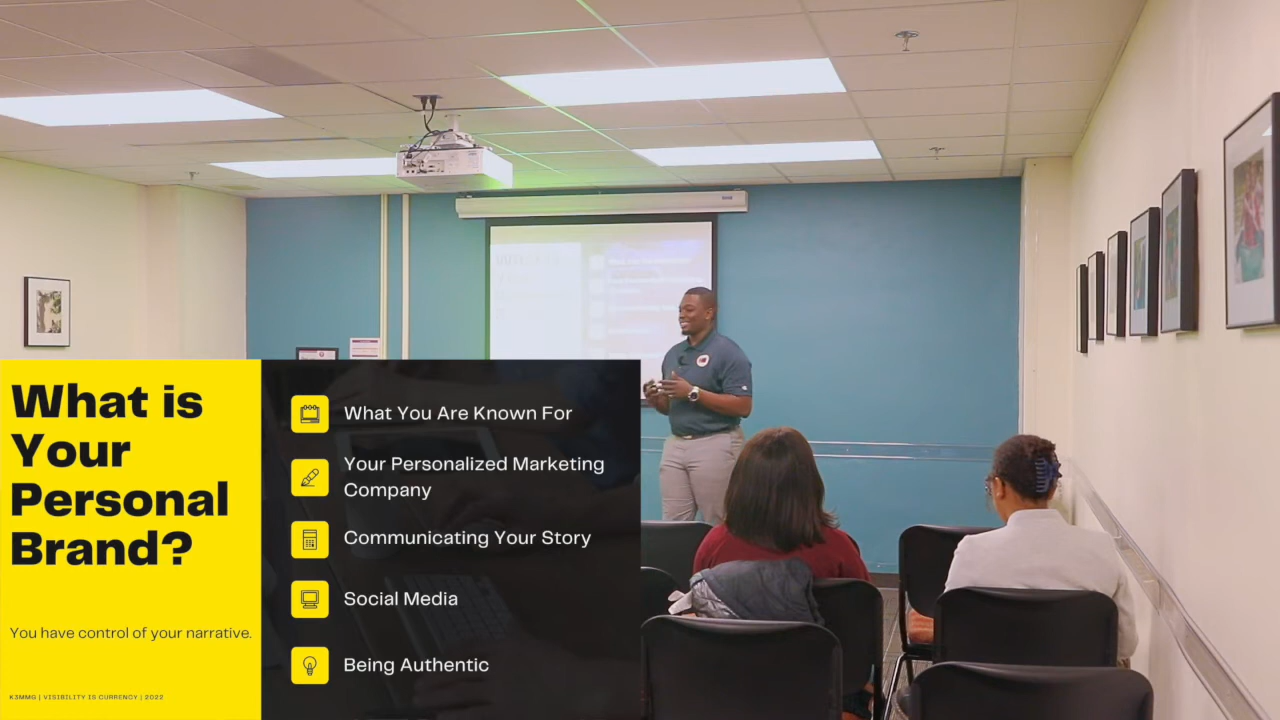 What is
Your
Personal
Brand?
You have control of your narrative.
K3MMG | VISIBILITY IS CURRENCY | 2022
What You Are Known For
Your Personalized Marketing
Company
Communicating Your Story
Social Media
Being Authentic